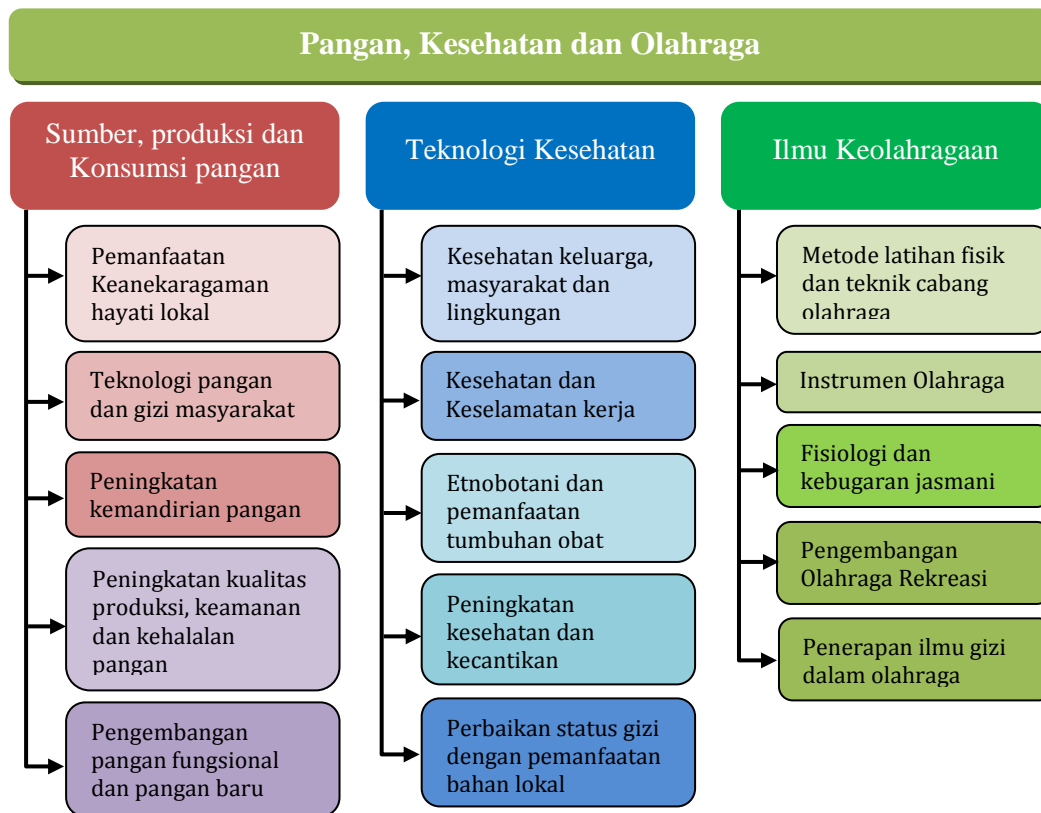 Pangan, Kesehatan dan Olahraga
Sumber, produksi dan
Konsumsi pangan
Pemanfaatan
Keanekaragaman
hayati lokal
Teknologi pangan
dan gizi masyarakat
Peningkatan
kemandirian pangan
Peningkatan kualitas
produksi, keamanan
dan kehalalan
pangan
Pengembangan
pangan fungsional
dan pangan baru
Teknologi Kesehatan
Kesehatan keluarga,
masyarakat dan
lingkungan
Kesehatan dan
Keselamatan kerja
Etnobotani dan
pemanfaatan
tumbuhan obat
Peningkatan
kesehatan dan
kecantikan
Perbaikan status gizi
dengan pemanfaatan
bahan lokal
Ilmu Keolahragaan
Metode latihan fisik
dan teknik cabang
olahraga
Instrumen Olahraga
Fisiologi dan
kebugaran jasmani
Pengembangan
Olahraga Rekreasi
Penerapan ilmu gizi
dalam olahraga